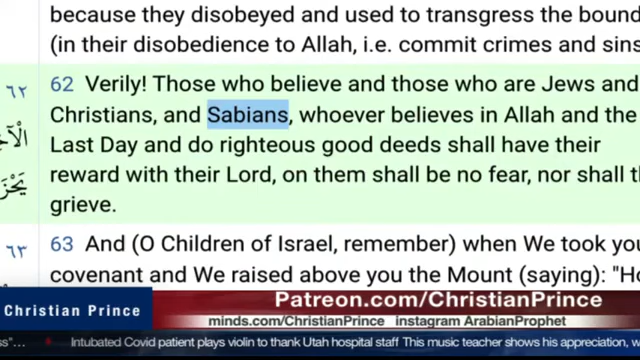 because they disobeyed and used to transgress the bound
(in their disobedience to Allah, i.e. commit crimes and sins
٦٢ 62 Verily! Those who believe and those who are Jews and
Christians, and Sabians, whoever believes in Allah and the
Last Day and do righteous good deeds shall have their
reward with their Lord, on them shall be no fear, nor shall th
grieve.
٦٣ 63 And (O Children of Israel, remember) when We took you
covenant and We raised above you the Mount (saying): "Ho
Christian Prince
Patreon.com/ChristianPrince
minds.com/ChristianPrince instagram ArabianProphet
ss"... Intubated Covid patient plays violin to thank Utah hospital staff This music teacher shows his appreciation, w